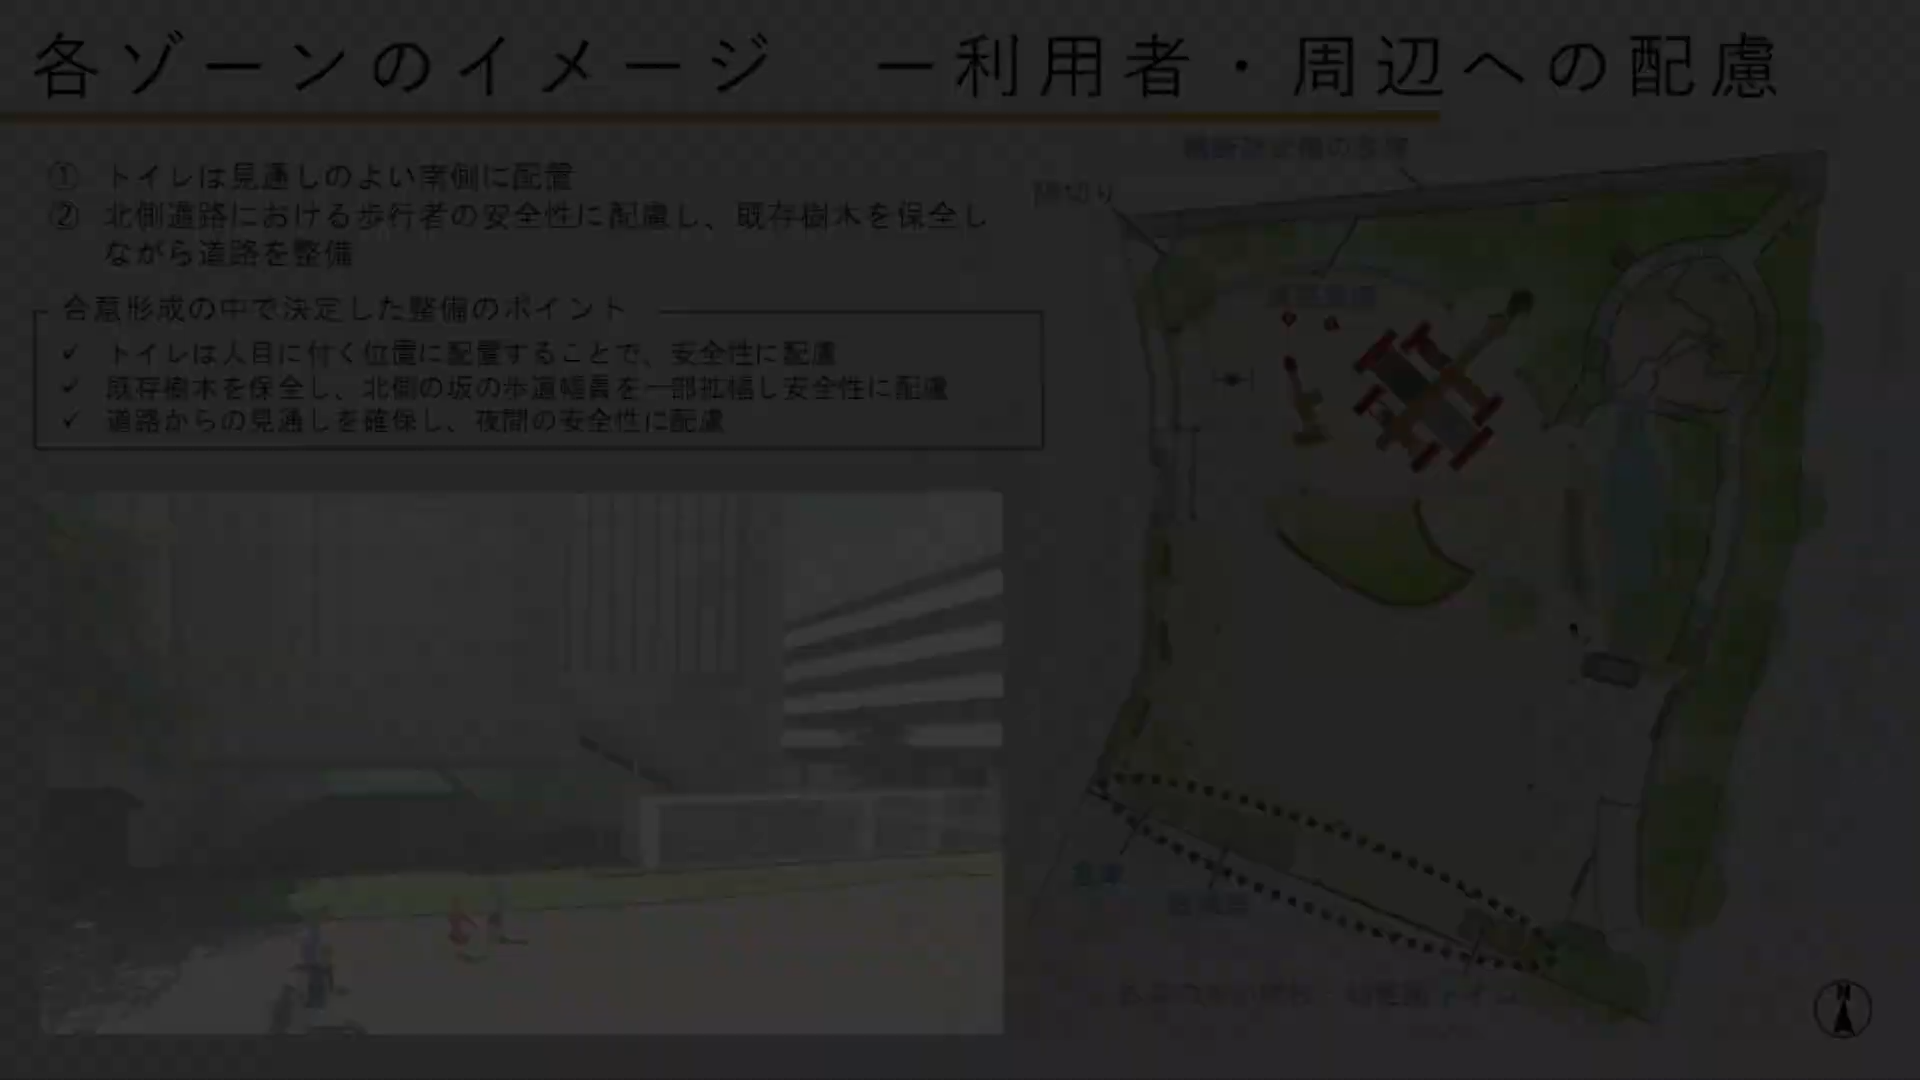 各ゾーンのイメージ　ー利用者・周辺への配慮
① トイレは見通しのよい南側に配置
② 北側道路における歩行者の安全性に配慮し、既存樹木を保全し
ながら道路を整備
合意形成の中で決定した整備のポイント
✓ トイレは人目に付く位置に配置することで、安全性に配慮
✓ 既存樹木を保全し、北側の坂の歩道幅員を一部拡幅し安全性に配慮
✓ 道路からの見通しを確保し、夜間の安全性に配慮
隅切り
N